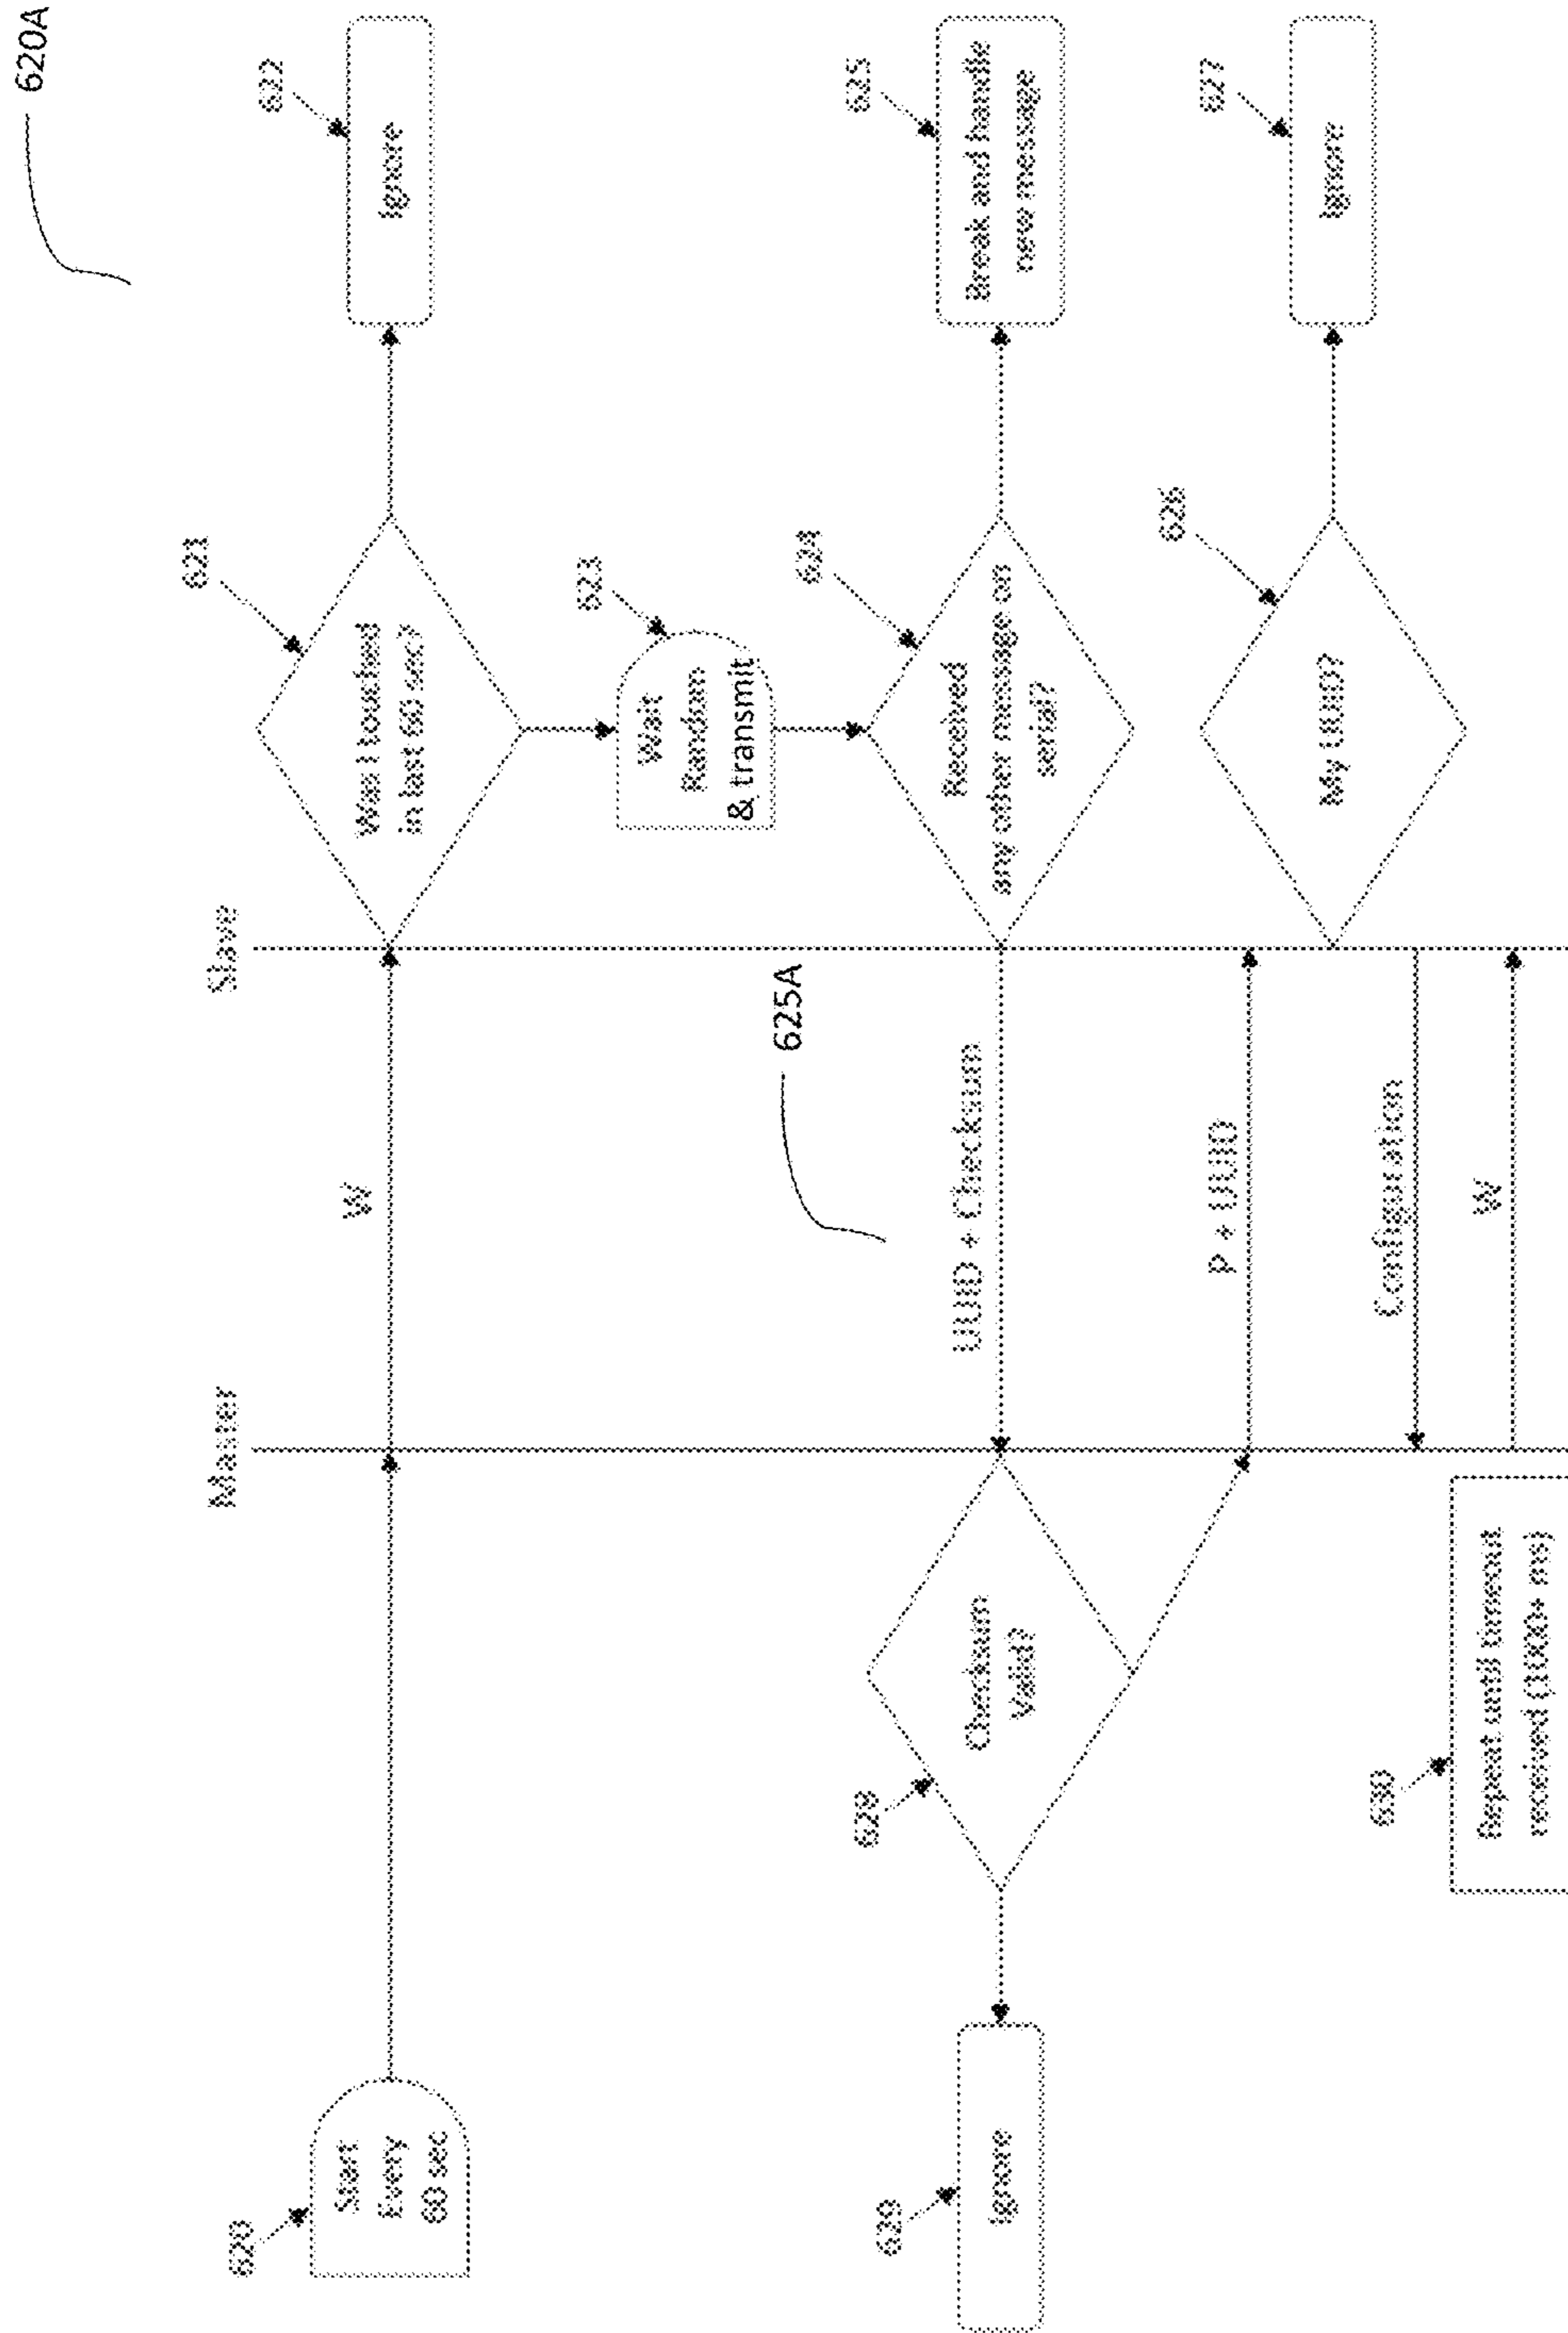 620A
Master
Slave
620
Start
Every
60 sec
W
621
Was I touched
in last 60 sec?
622
Ignore
623
Wait
Random
& transmit
625A
624
Received
any other message on
serial?
625
Break and handle
new message
628
Checksum
Valid?
629
Ignore
UUID + Checksum
P + UUID
626
My UUID?
627
Ignore
Configuration
W
630
Repeat until timeout
received (1000+ ms)